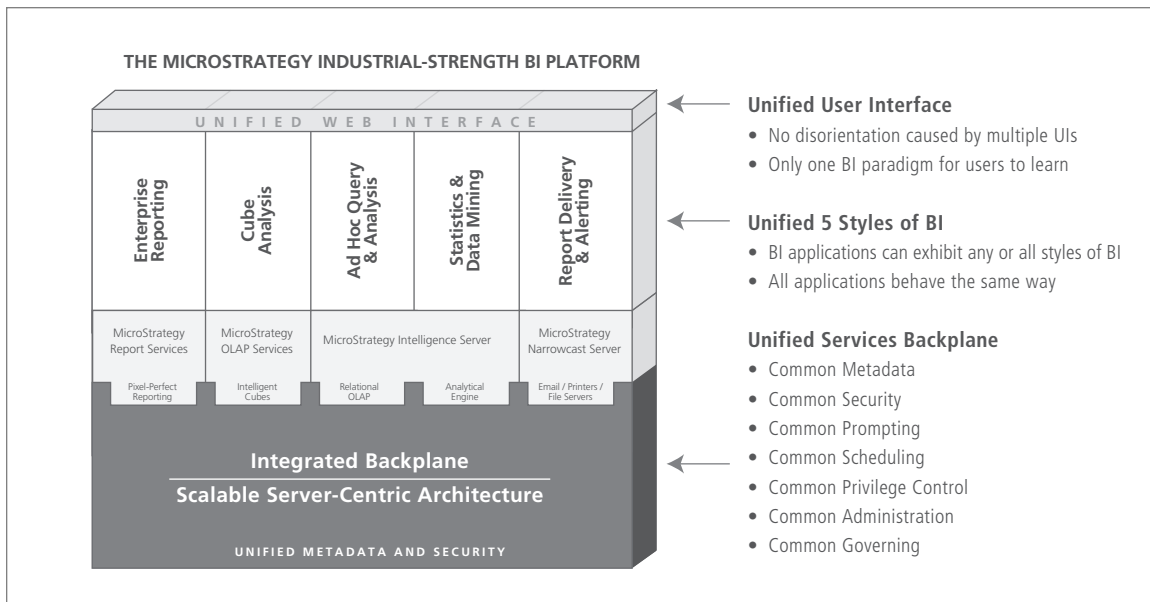 THE MICROSTRATEGY INDUSTRIAL-STRENGTH BI PLATFORM
UNIFIED WEB INTERFACE
Enterprise
Reporting
Cube
Analysis
Ad Hoc Query
& Analysis
Statistics &
Data Mining
Report Delivery
& Alerting
MicroStrategy
Report Services
MicroStrategy
OLAP Services
MicroStrategy Intelligence Server
MicroStrategy
Narrowcast Server
Pixel-Perfect
Reporting
Intelligent
Cubes
Relational
OLAP
Analytical
Engine
Email / Printers /
File Servers
Integrated Backplane
Scalable Server-Centric Architecture
UNIFIED METADATA AND SECURITY
Unified User Interface
• No disorientation caused by multiple UIs
• Only one BI paradigm for users to learn
Unified 5 Styles of BI
• BI applications can exhibit any or all styles of BI
• All applications behave the same way
Unified Services Backplane
• Common Metadata
• Common Security
• Common Prompting
• Common Scheduling
• Common Privilege Control
• Common Administration
• Common Governing